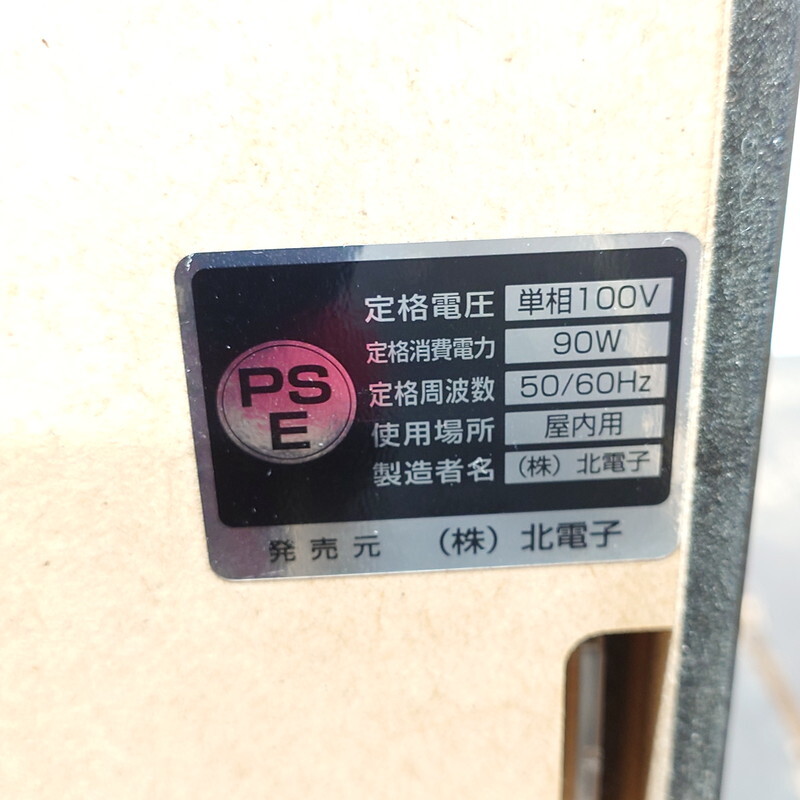 PS
E
定格電圧 単相100V
定格消費電力 90W
定格周波数 50/60Hz
使用場所 屋内用
製造者名 (株) 北電子
発売元 (株) 北電子